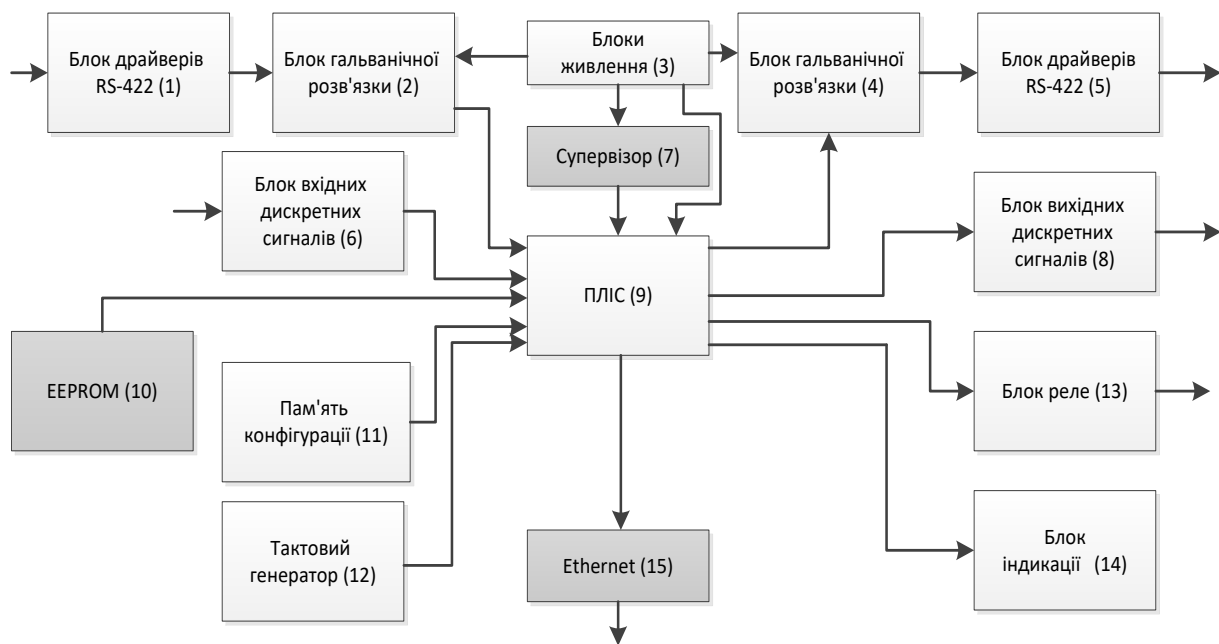 Блок драйверів
RS-422 (1)
Блок гальванічної
розв'язки (2)
Блоки
живлення (3)
Блок гальванічної
розв'язки (4)
Блок драйверів
RS-422 (5)
Супервізор (7)
Блок вхідних
дискретних
сигналів (6)
Блок вихідних
дискретних
сигналів (8)
ПЛІС (9)
EEPROM (10)
Пам'ять
конфігурації (11)
Блок реле (13)
Тактовий
генератор (12)
Ethernet (15)
Блок
індикації (14)